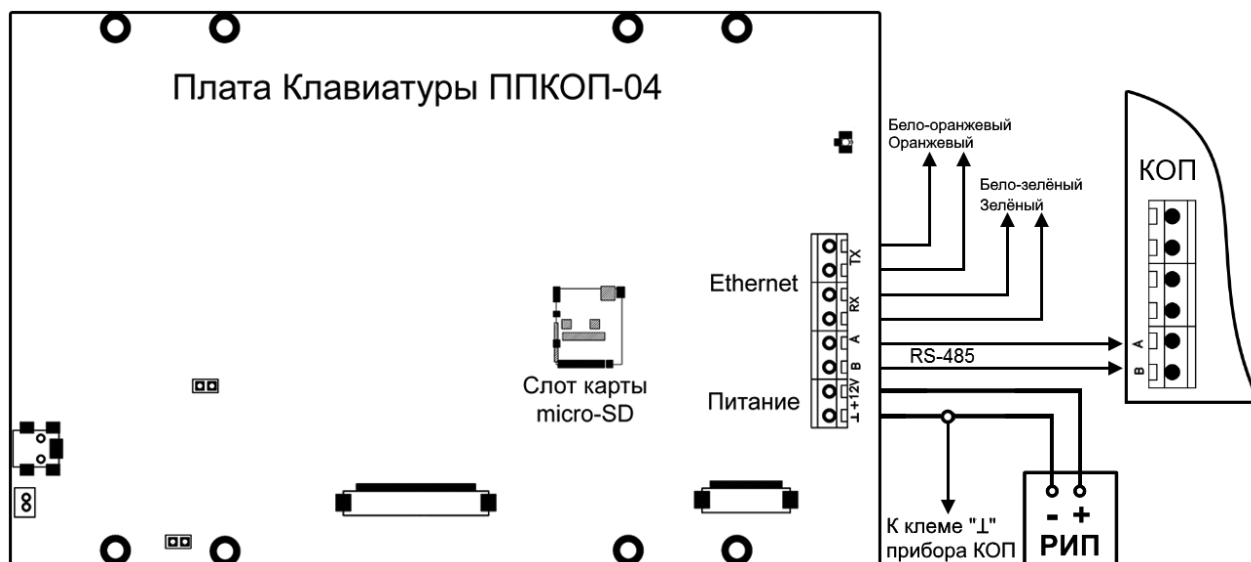 Плата Клавиатуры ППКОП-04
Бело-оранжевый
Оранжевый
Бело-зелёный
Зелёный
КОП
Ethernet
TX
RX
A
B
RS-485
A
B
Питание
+12V
⊥
Слот карты
micro-SD
К клеме "⊥"
прибора КОП
- +
РИП